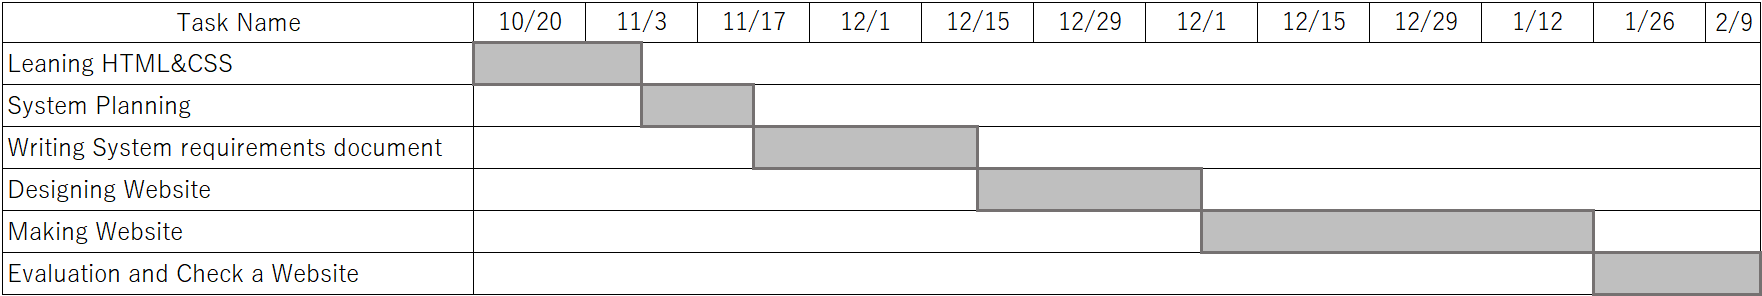 Task Name 10/20 11/3 11/17 12/1 12/15 12/29 12/1 12/15 12/29 1/12 1/26 2/9
Leaning HTML&CSS
System Planning
Writing System requirements document
Designing Website
Making Website
Evaluation and Check a Website